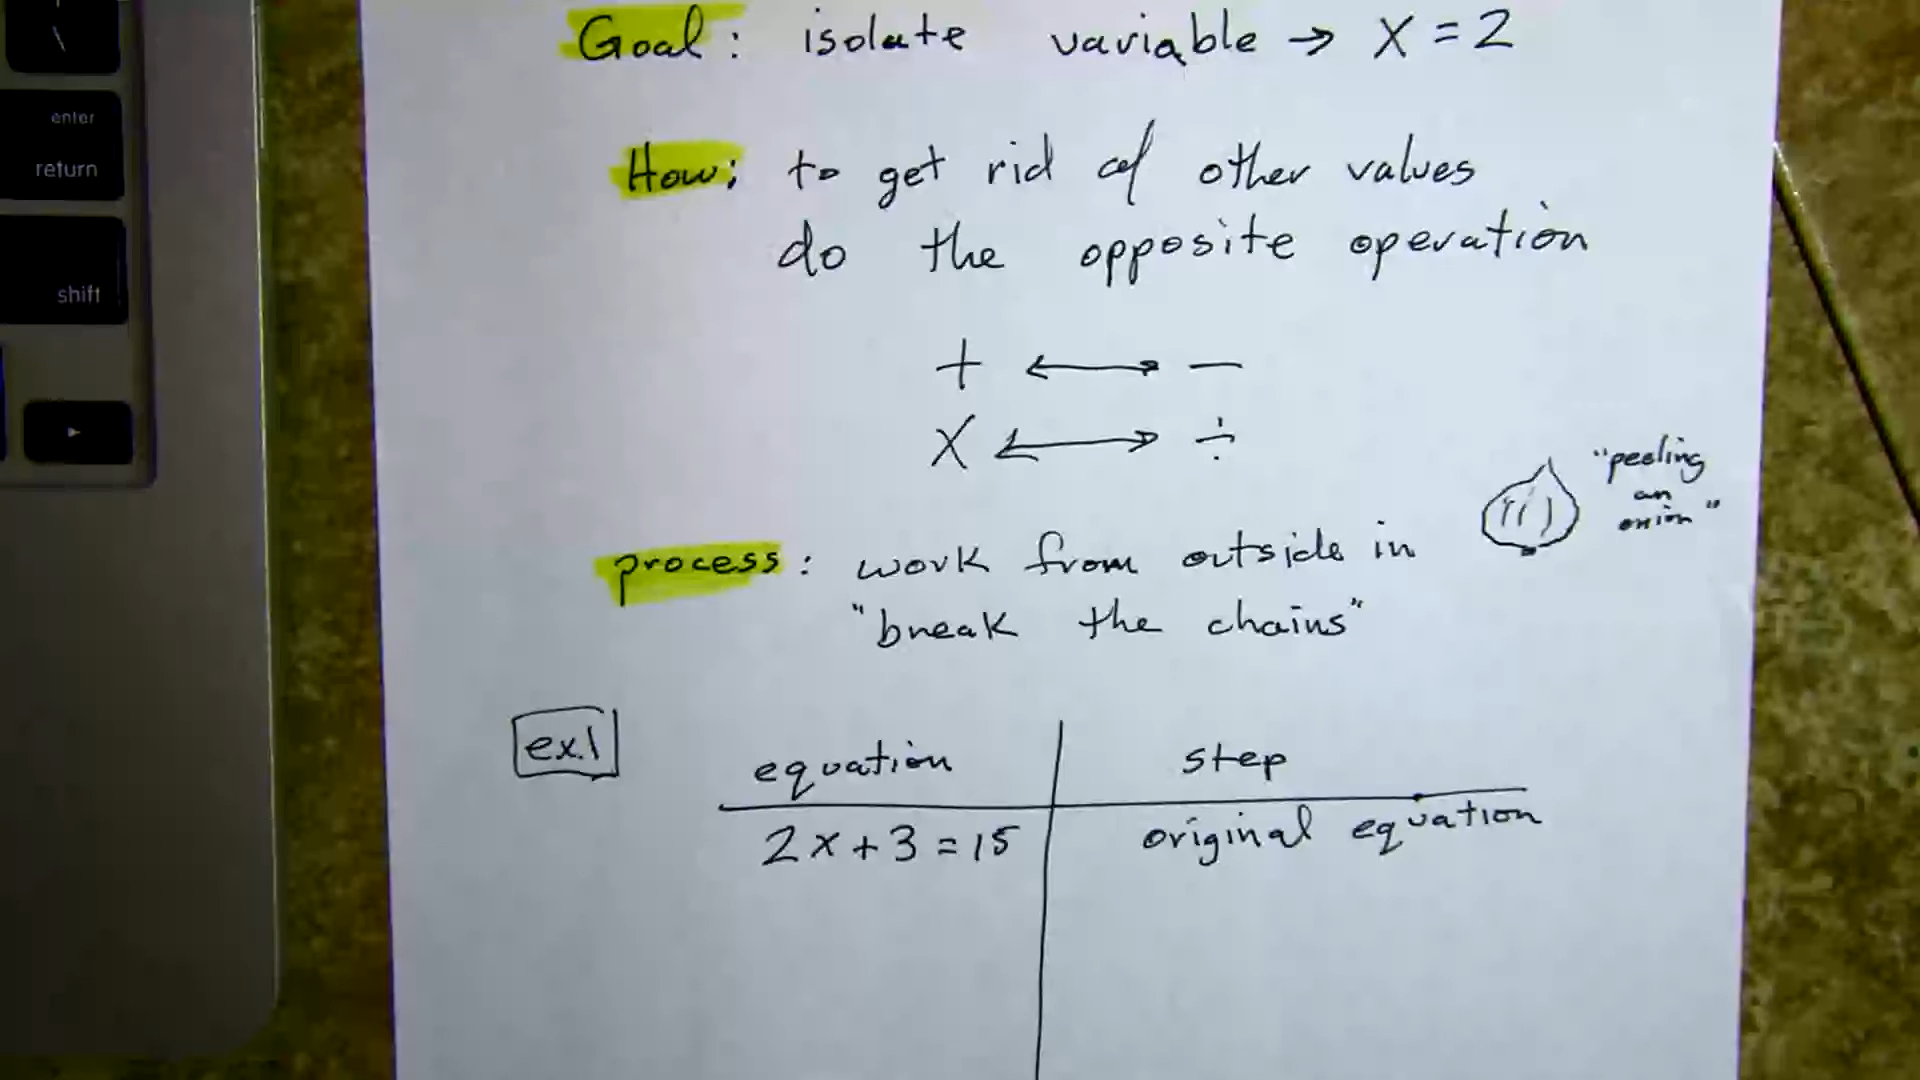 \
enter
return
shift
Goal: isolate variable → X = 2
How: to get rid of other values
do the opposite operation
+ ↔ −
X ↔ ÷
"peeling
an
onion"
process: work from outside in
"break the chains"
ex.1
equation step
2x+3=15 original equation